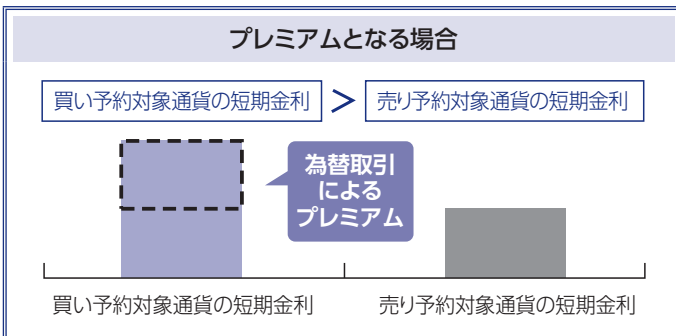 プレミアムとなる場合
買い予約対象通貨の短期金利 > 売り予約対象通貨の短期金利
為替取引
による
プレミアム
買い予約対象通貨の短期金利 売り予約対象通貨の短期金利